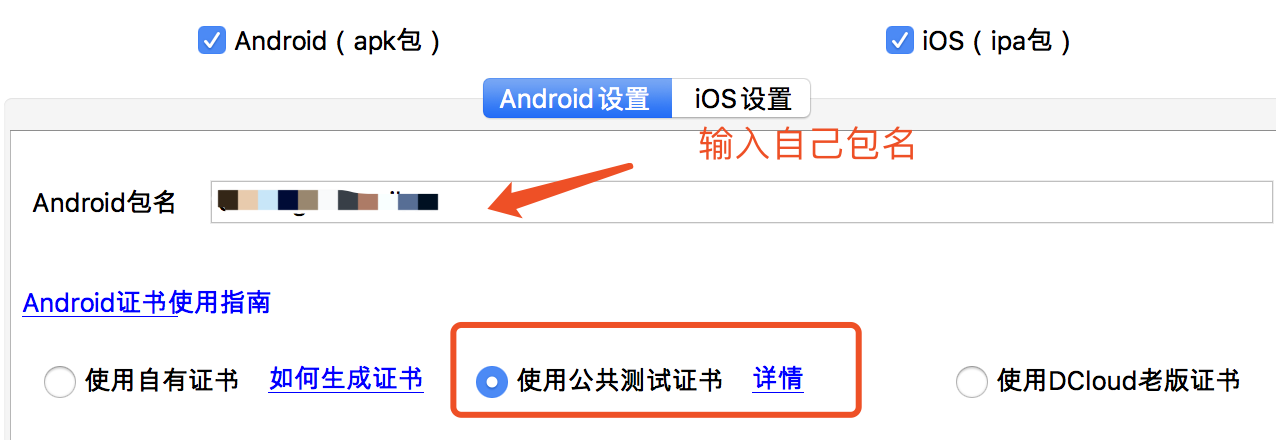 Android（apk包）
iOS（ipa包）
Android设置
iOS设置
输入自己包名
Android包名
Android证书使用指南
使用自有证书
如何生成证书
使用公共测试证书
详情
使用DCloud老版证书